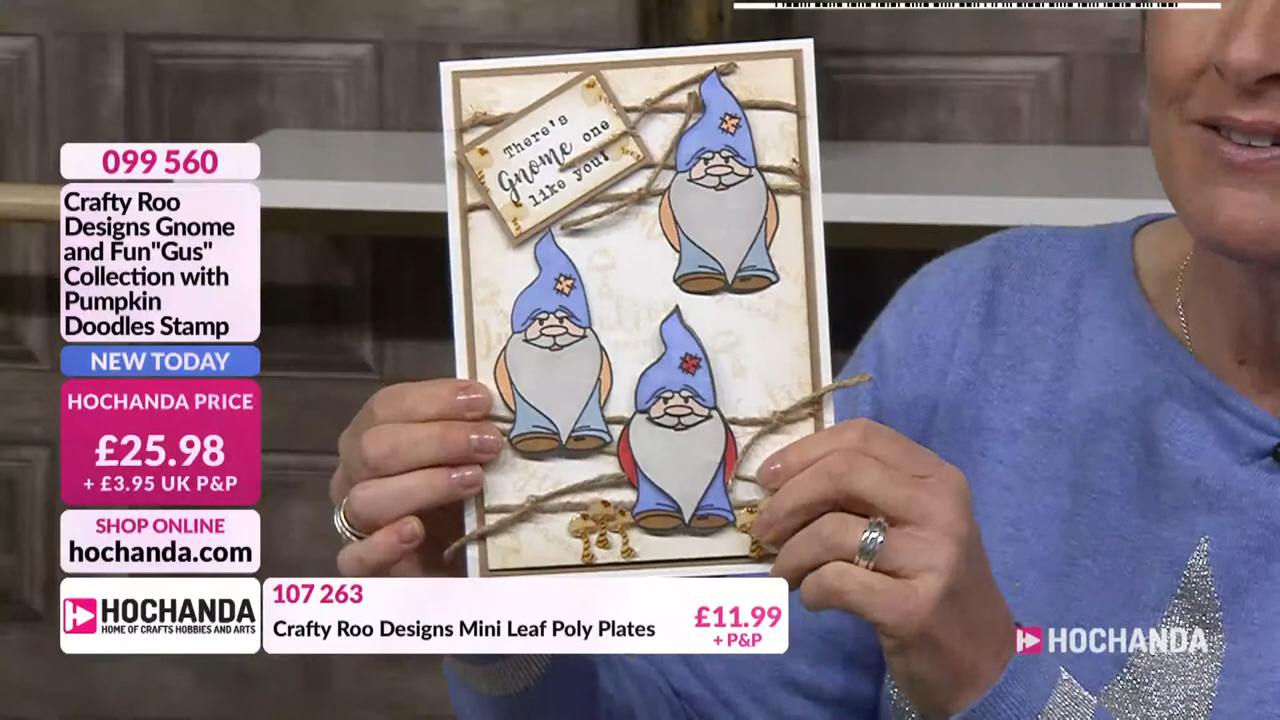 099 560
Crafty Roo
Designs Gnome
and Fun"Gus"
Collection with
Pumpkin
Doodles Stamp
NEW TODAY
HOCHANDA PRICE
£25.98
+ £3.95 UK P&P
SHOP ONLINE
hochanda.com
HOCHANDA
HOME OF CRAFTS HOBBIES AND ARTS
107 263
Crafty Roo Designs Mini Leaf Poly Plates
£11.99
+ P&P
There's
Gnome one
like you!
HOCHANDA